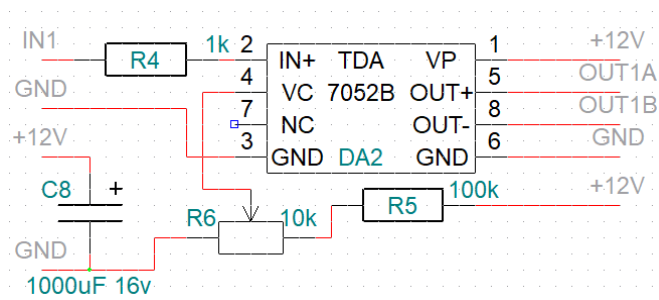 IN1 R4 1k 2 IN+ TDA VP 1 +12V
GND 4 VC 7052B OUT+ 5 OUT1A
7 NC OUT- 8 OUT1B
+12V 3 GND DA2 GND 6 GND
C8 + R6 10k R5 100k +12V
GND
1000uF 16v